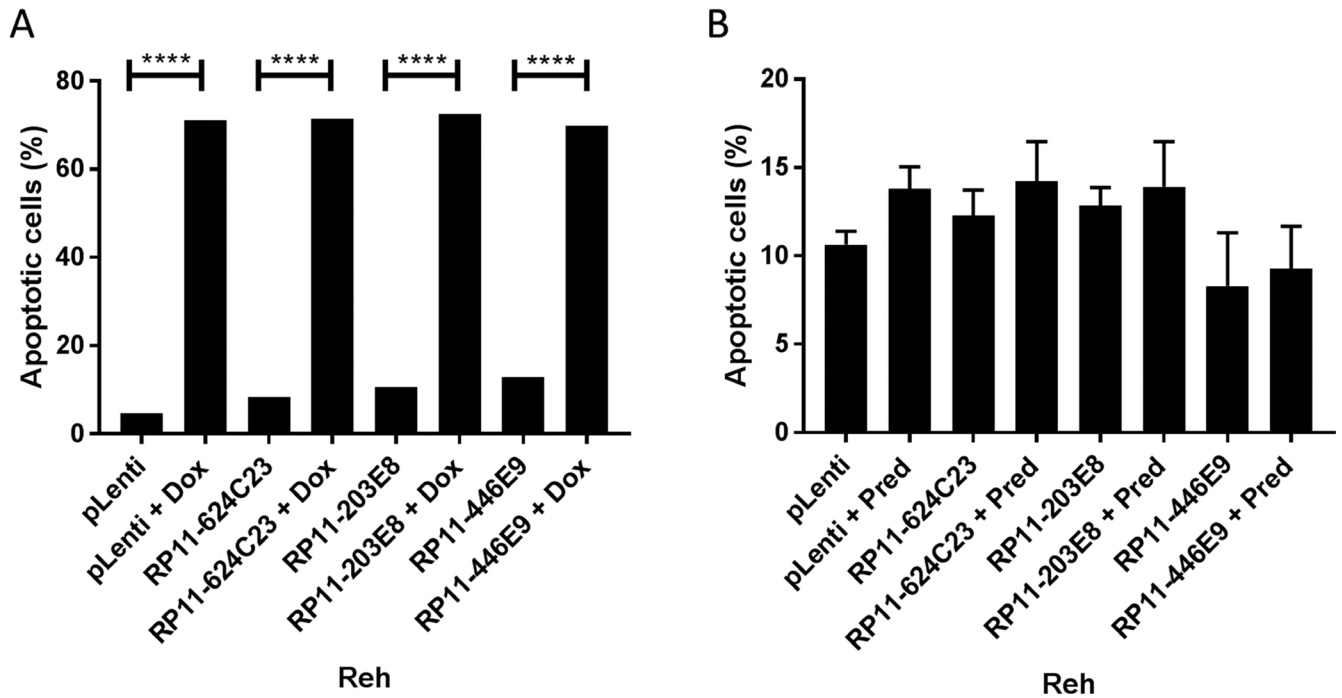 A
**** **** **** ****
Apoptotic cells (%)
80
60
40
20
0
pLenti
pLenti + Dox
RP11-624C23
RP11-624C23 + Dox
RP11-203E8
RP11-203E8 + Dox
RP11-446E9
RP11-446E9 + Dox
Reh
B
Apoptotic cells (%)
20
15
10
5
0
pLenti
pLenti + Pred
RP11-624C23
RP11-624C23 + Pred
RP11-203E8
RP11-203E8 + Pred
RP11-446E9
RP11-446E9 + Pred
Reh